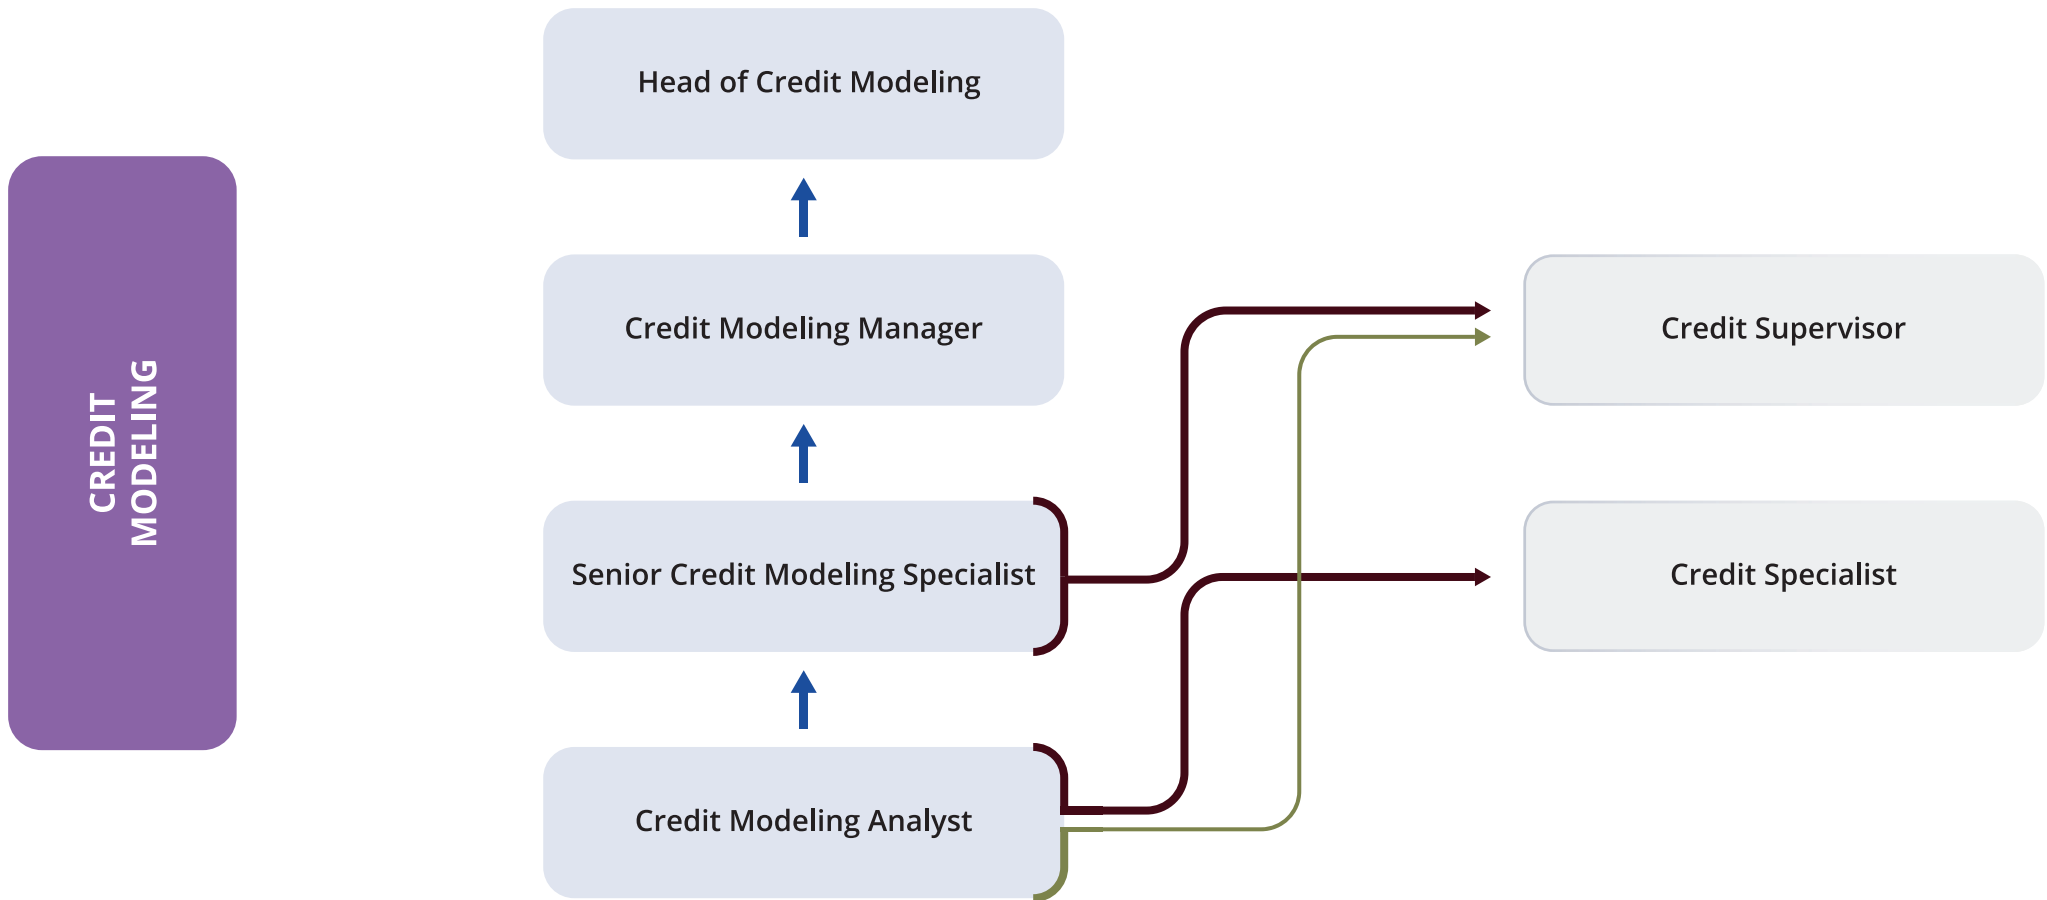 CREDIT
MODELING
Head of Credit Modeling
Credit Modeling Manager
Credit Supervisor
Senior Credit Modeling Specialist
Credit Specialist
Credit Modeling Analyst